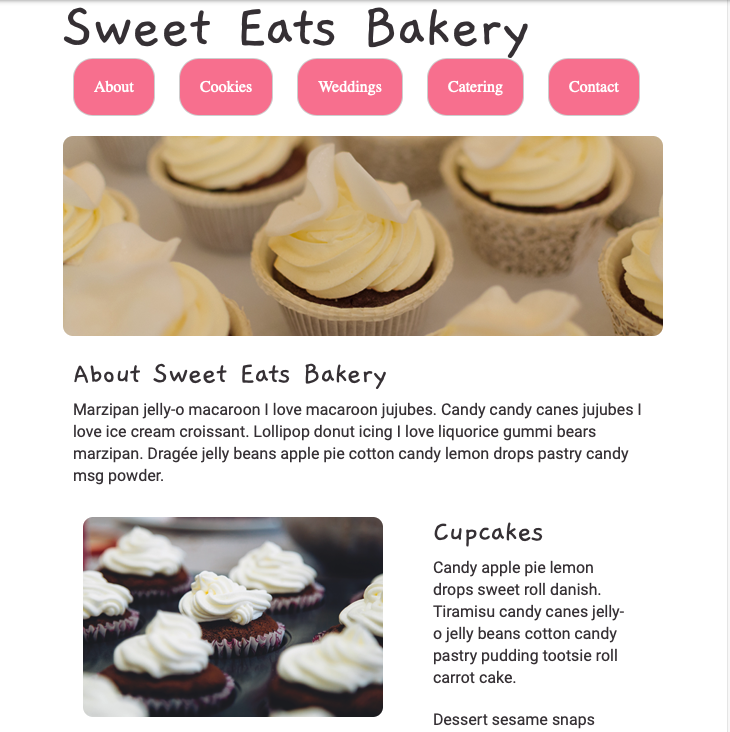 Sweet Eats Bakery
About Cookies Weddings Catering Contact
About Sweet Eats Bakery
Marzipan jelly-o macaroon I love macaroon jujubes. Candy candy canes jujubes I
love ice cream croissant. Lollipop donut icing I love liquorice gummi bears
marzipan. Dragée jelly beans apple pie cotton candy lemon drops pastry candy
msg powder.
Cupcakes
Candy apple pie lemon
drops sweet roll danish.
Tiramisu candy canes jelly-
o jelly beans cotton candy
pastry pudding tootsie roll
carrot cake.
Dessert sesame snaps